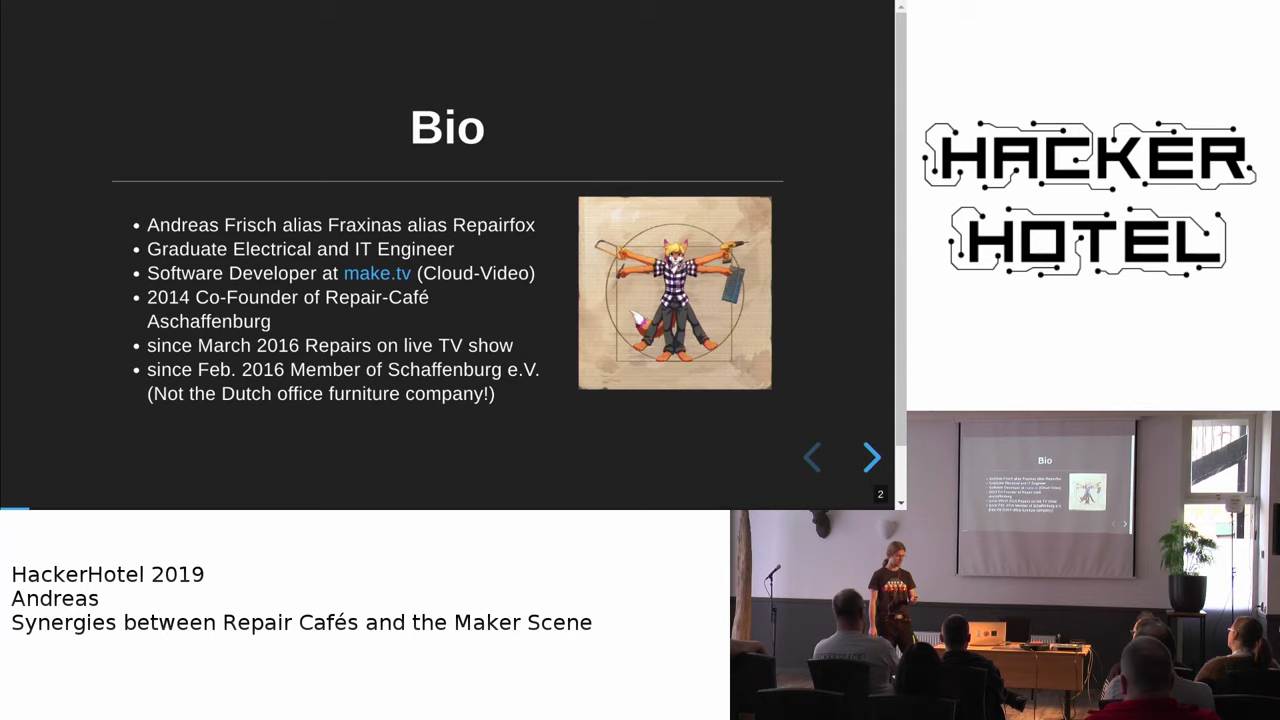 Bio
• Andreas Frisch alias Fraxinas alias Repairfox
• Graduate Electrical and IT Engineer
• Software Developer at make.tv (Cloud-Video)
• 2014 Co-Founder of Repair-Café
Aschaffenburg
• since March 2016 Repairs on live TV show
• since Feb. 2016 Member of Schaffenburg e.V.
(Not the Dutch office furniture company!)
2
HACKER
HOTEL
Bio
HackerHotel 2019
Andreas
Synergies between Repair Cafés and the Maker Scene